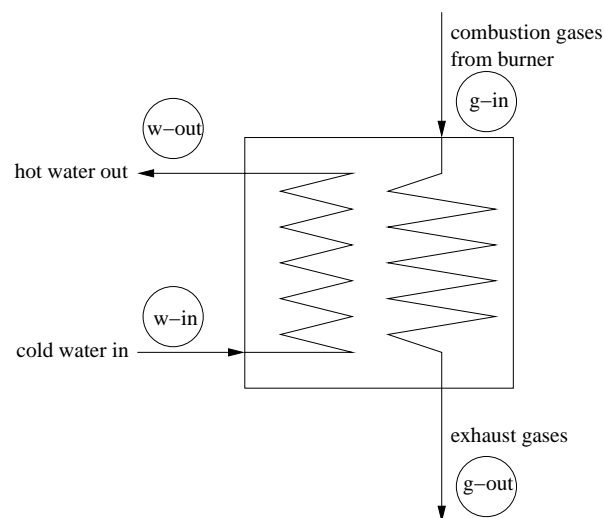 combustion gases
from burner
g−in
w−out
hot water out
w−in
cold water in
exhaust gases
g−out